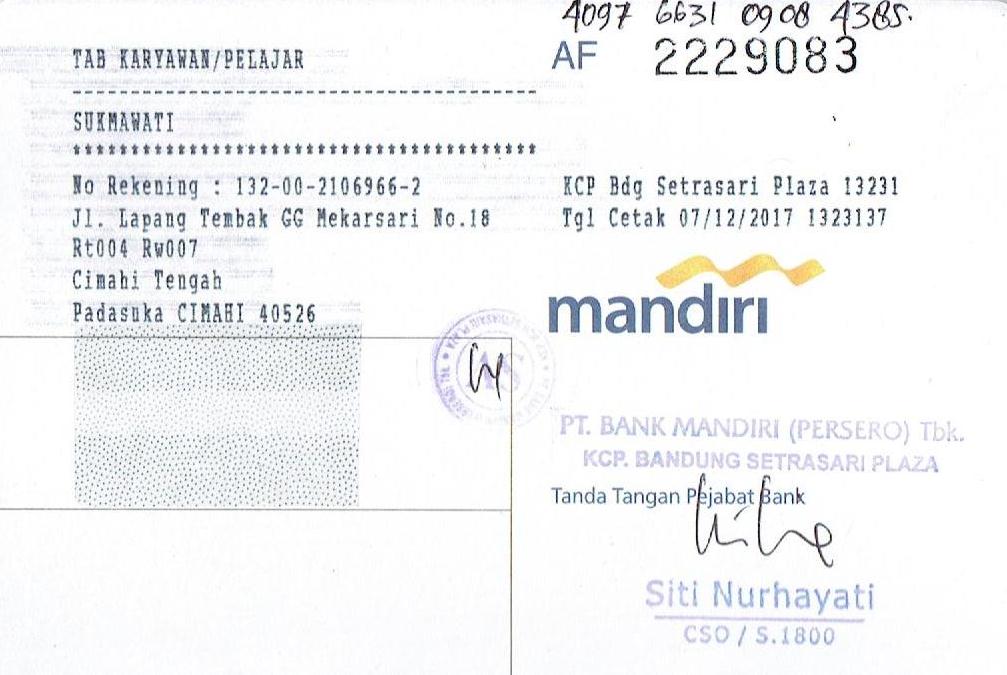 4097 6631 0908 4385.
AF 2229083
TAB KARYAWAN/PELAJAR
----------------------------------------
SUKMAWATI
****************************************
No Rekening : 132-00-2106966-2
Jl. Lapang Tembak GG Mekarsari No.18
Rt004 Rw007
Cimahi Tengah
Padasuka CIMAHI 40526
KCP Bdg Setrasari Plaza 13231
Tgl Cetak 07/12/2017 1323137
mandiri
PT. BANK MANDIRI (PERSERO) Tbk.
KCP. BANDUNG SETRASARI PLAZA
Tanda Tangan Pejabat Bank
Siti Nurhayati
CSO / S.1800